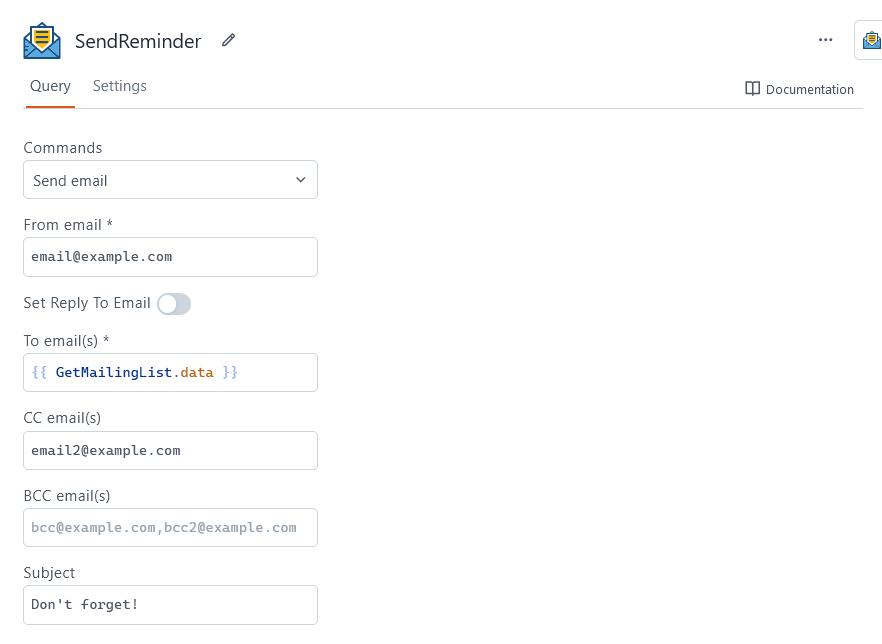 SendReminder
Query Settings
Documentation
Commands
Send email
From email *
email@example.com
Set Reply To Email
To email(s) *
{{ GetMailingList.data }}
CC email(s)
email2@example.com
BCC email(s)
bcc@example.com,bcc2@example.com
Subject
Don't forget!